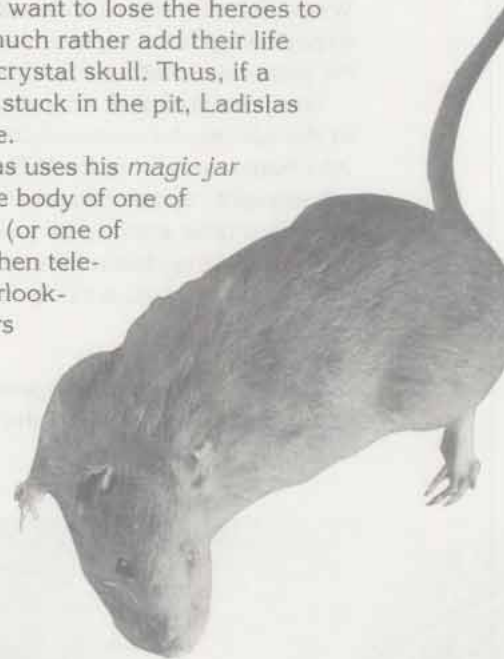 want to lose the heroes to
much rather add their life
crystal skull. Thus, if a
stuck in the pit, Ladislas
e.
as uses his magic jar
e body of one of
(or one of
hen tele-
rlook-
rs